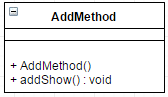 AddMethod
+ AddMethod()
+ addShow() : void